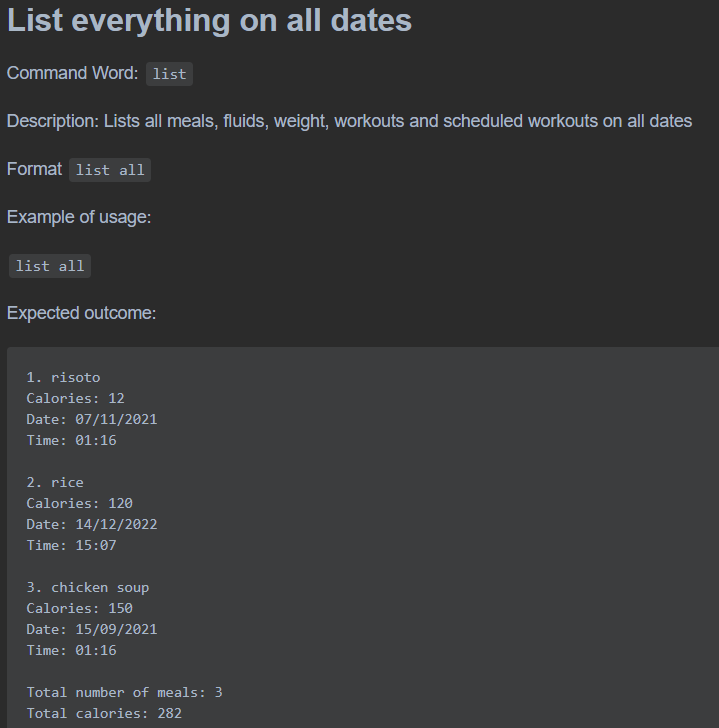 List everything on all dates
Command Word: list
Description: Lists all meals, fluids, weight, workouts and scheduled workouts on all dates
Format list all
Example of usage:
list all
Expected outcome:
1. risoto
Calories: 12
Date: 07/11/2021
Time: 01:16
2. rice
Calories: 120
Date: 14/12/2022
Time: 15:07
3. chicken soup
Calories: 150
Date: 15/09/2021
Time: 01:16
Total number of meals: 3
Total calories: 282